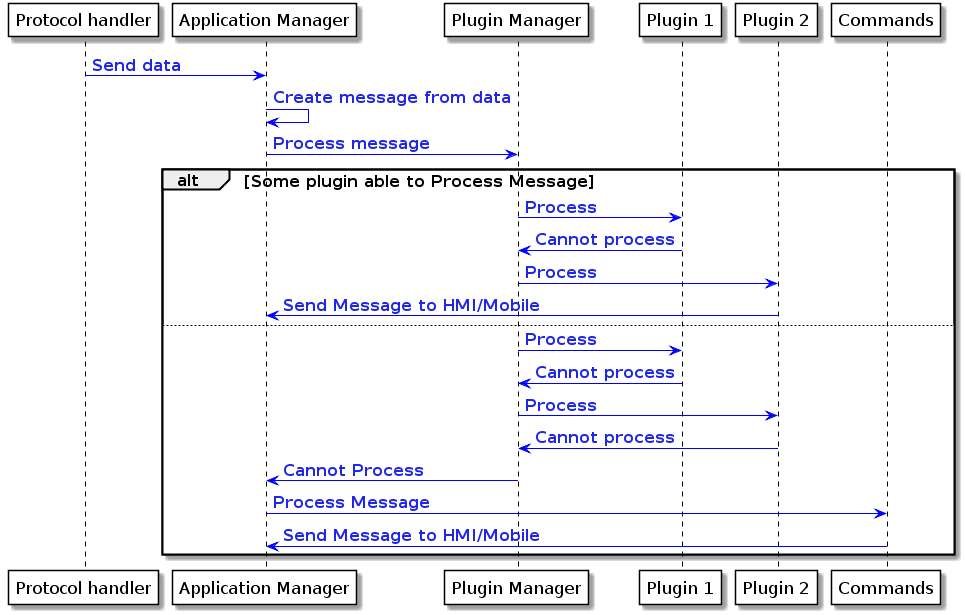 Protocol handler Application Manager Plugin Manager Plugin 1 Plugin 2 Commands
Send data
Create message from data
Process message
alt [Some plugin able to Process Message]
Process
Cannot process
Process
Send Message to HMI/Mobile
Process
Cannot process
Process
Cannot process
Cannot Process
Process Message
Send Message to HMI/Mobile
Protocol handler Application Manager Plugin Manager Plugin 1 Plugin 2 Commands